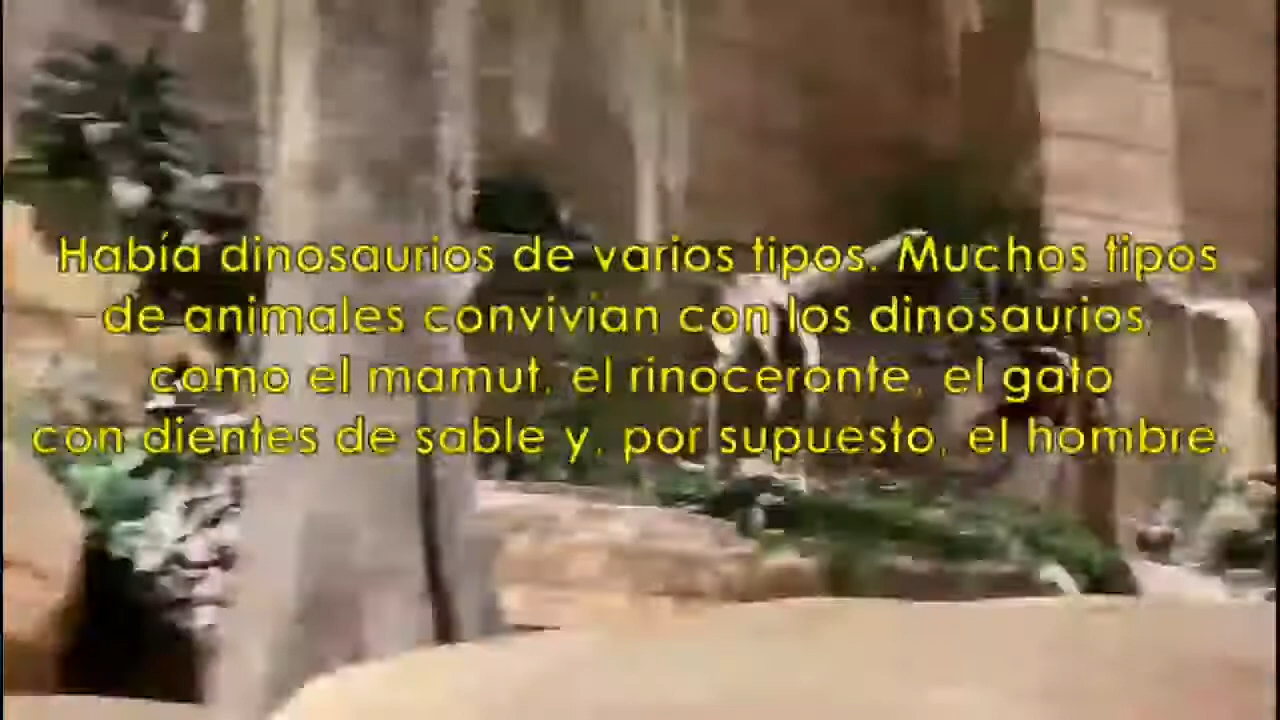 Había dinosaurios de varios tipos. Muchos tipos
de animales convivian con los dinosaurios,
como el mamut, el rinoceronte, el gato
con dientes de sable y, por supuesto, el hombre.